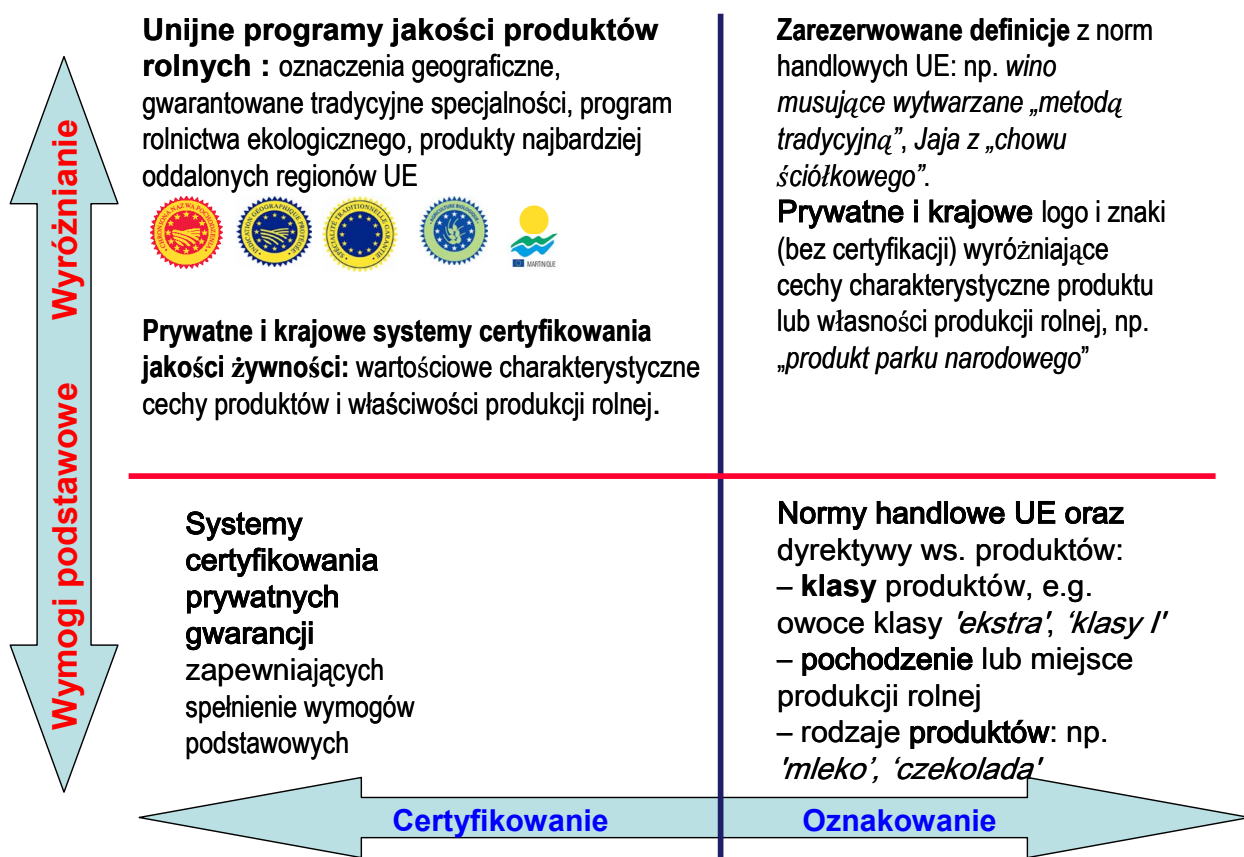 Unijne programy jakości produktów
rolnych : oznaczenia geograficzne,
gwarantowane tradycyjne specjalności, program
rolnictwa ekologicznego, produkty najbardziej
oddalonych regionów UE
MARTINIQUE
Prywatne i krajowe systemy certyfikowania
jakości żywności: wartościowe charakterystyczne
cechy produktów i właściwości produkcji rolnej.
Zarezerwowane definicje z norm
handlowych UE: np. wino
musujące wytwarzane „metodą
tradycyjną”, Jaja z „chowu
ściółkowego”.
Prywatne i krajowe logo i znaki
(bez certyfikacji) wyróżniające
cechy charakterystyczne produktu
lub własności produkcji rolnej, np.
„produkt parku narodowego”
Wyróżnianie
Wymogi podstawowe
Systemy
certyfikowania
prywatnych
gwarancji
zapewniających
spełnienie wymogów
podstawowych
Normy handlowe UE oraz
dyrektywy ws. produktów:
– klasy produktów, e.g.
owoce klasy 'ekstra’, ‘klasy I’
– pochodzenie lub miejsce
produkcji rolnej
– rodzaje produktów: np.
'mleko’, ‘czekolada’
Certyfikowanie
Oznakowanie